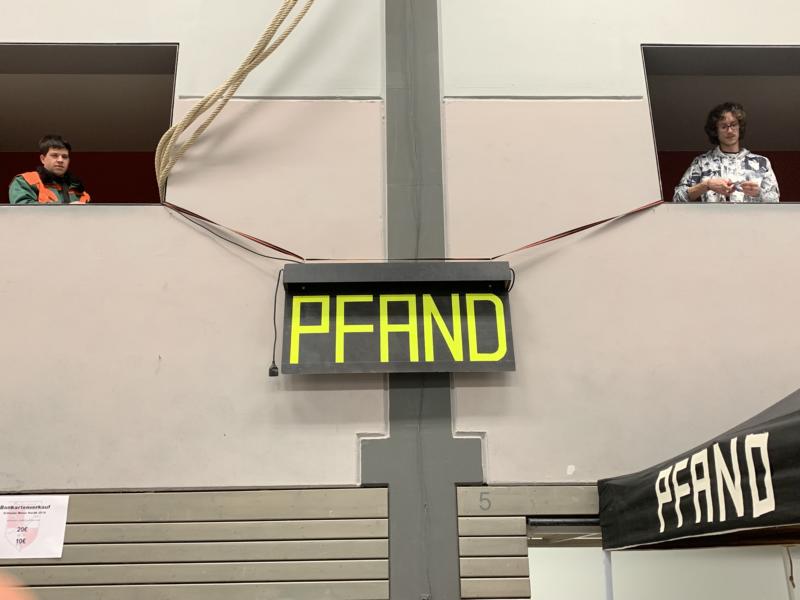 PFAND
5
PFAND
Bonkartenverkauf
20€
10€